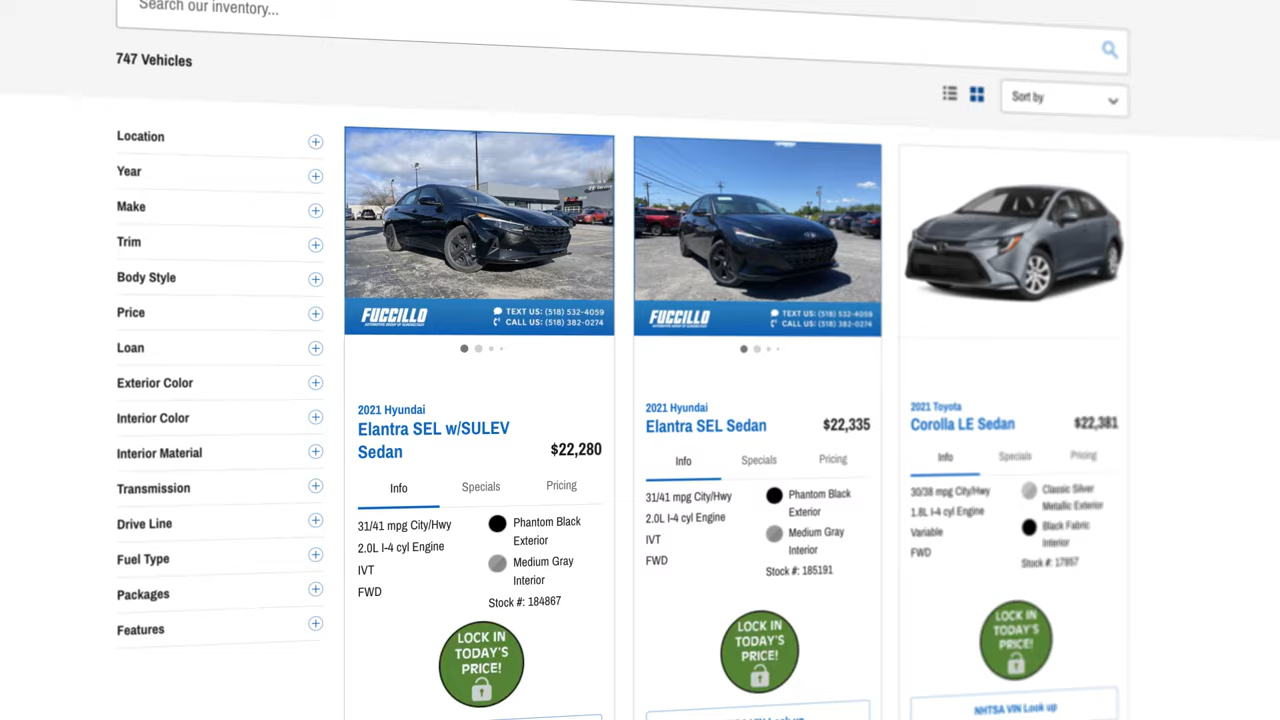 Search our inventory...
747 Vehicles
Sort by
Location
Year
Make
Trim
Body Style
Price
Loan
Exterior Color
Interior Color
Interior Material
Transmission
Drive Line
Fuel Type
Packages
Features
FUCCILLO
TEXT US: (518) 532-4059
CALL US: (518) 382-0274
2021 Hyundai
Elantra SEL w/SULEV
Sedan
$22,280
Info
Specials
Pricing
31/41 mpg City/Hwy
2.0L I-4 cyl Engine
IVT
FWD
Phantom Black
Exterior
Medium Gray
Interior
Stock #: 184867
LOCK IN
TODAY'S
PRICE!
FUCCILLO
TEXT US: (518) 532-4059
CALL US: (518) 382-0274
2021 Hyundai
Elantra SEL Sedan
$22,335
Info
Specials
Pricing
31/41 mpg City/Hwy
2.0L I-4 cyl Engine
IVT
FWD
Phantom Black
Exterior
Medium Gray
Interior
Stock #: 185191
LOCK IN
TODAY'S
PRICE!
Look up
2021 Toyota
Corolla LE Sedan
$22,381
Info
Specials
Pricing
30/38 mpg City/Hwy
1.8L I-4 cyl Engine
Variable
FWD
Classic Silver
Metallic Exterior
Black Fabric
Interior
Stock #: 17857
LOCK IN
TODAY'S
PRICE!
NHTSA VIN Look up